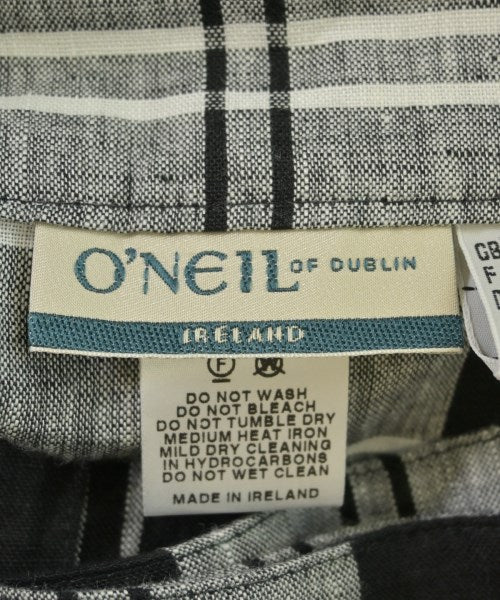 O'NEIL OF DUBLIN
IRELAND
GB
F
F W
DO NOT WASH
DO NOT BLEACH
DO NOT TUMBLE DRY
MEDIUM HEAT IRON
MILD DRY CLEANING
IN HYDROCARBONS
DO NOT WET CLEAN
MADE IN IRELAND